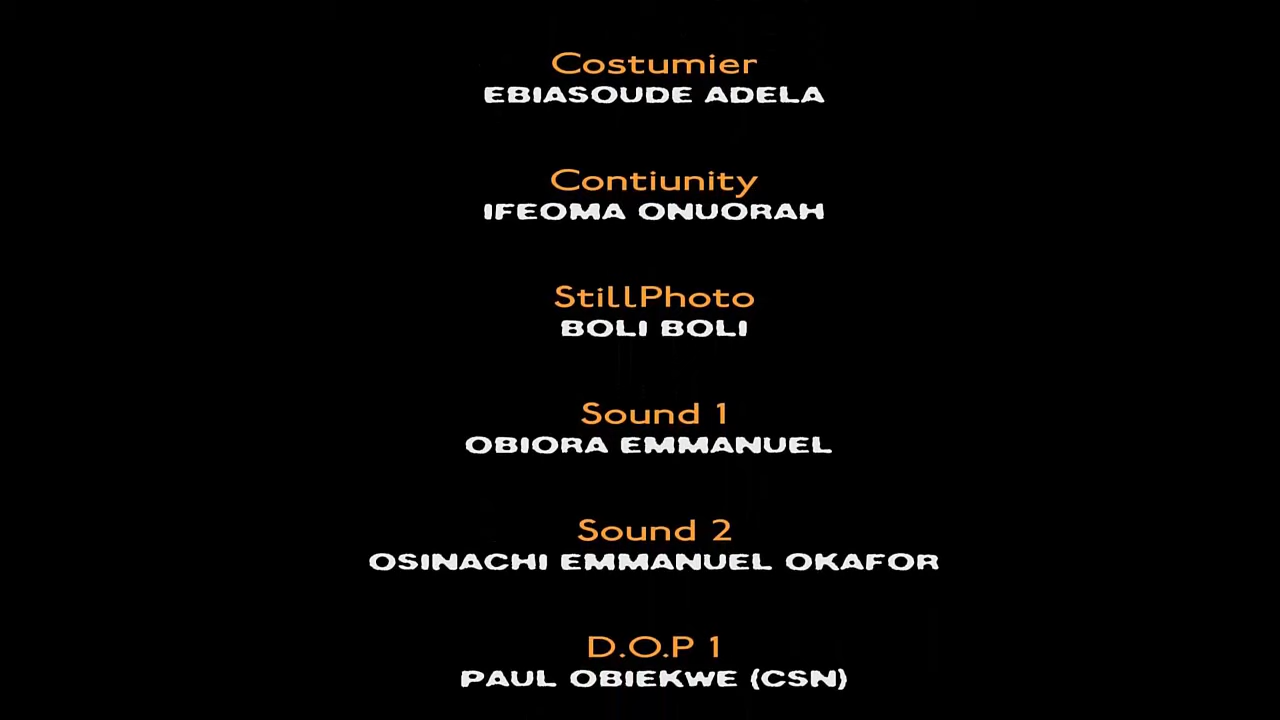 Costumier
EBIASOUDE ADELA
Contiunity
IFEOMA ONUORAH
StillPhoto
BOLI BOLI
Sound 1
OBIORA EMMANUEL
Sound 2
OSINACHI EMMANUEL OKAFOR
D.O.P 1
PAUL OBIEKWE (CSN)